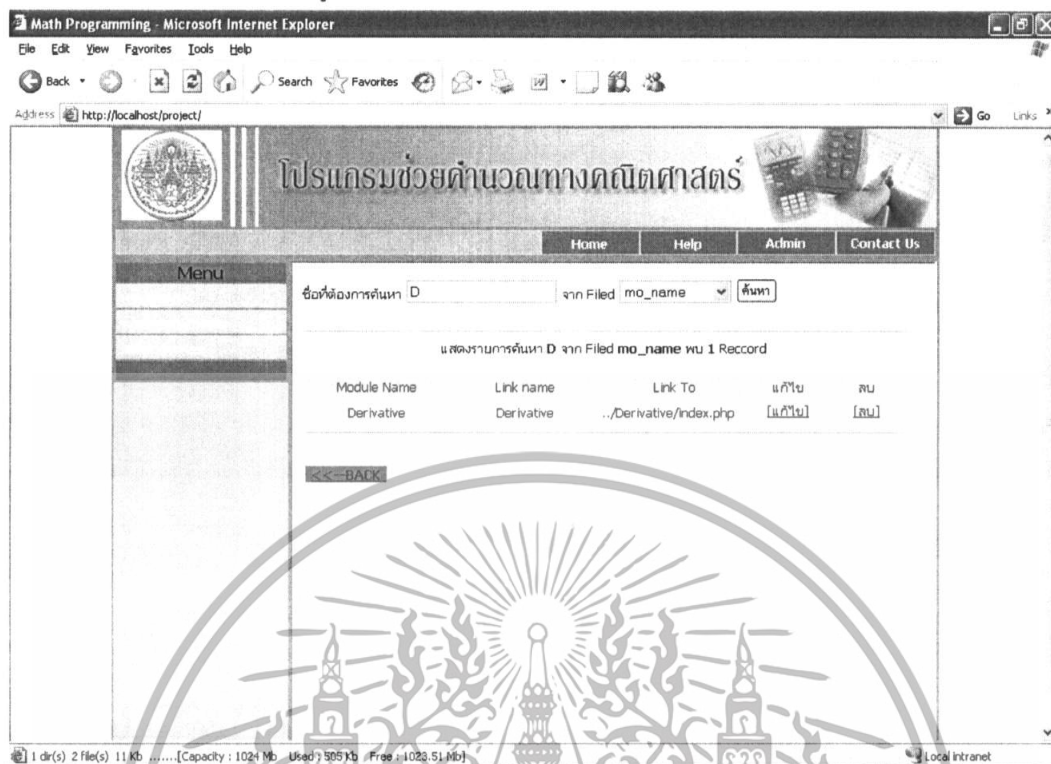 Math Programming - Microsoft Internet Explorer
File Edit View Favorites Tools Help
Back Search Favorites
Address http://localhost/project/ Go Links
โปรแกรมช่วยคำนวณทางคณิตศาสตร์
Home Help Admin Contact Us
Menu
ชื่อที่ต้องการค้นหา D จาก Filed mo_name ค้นหา
แสดงรายการค้นหา D จาก Filed mo_name พบ 1 Reccord
Module Name Link name Link To แก้ไข ลบ
Derivative Derivative ../Derivative/index.php [แก้ไข] [ลบ]
<<--BACK
1 dir(s) 2 file(s) 11 Kb .......[Capacity : 1024 Mb Used : 505 Kb Free : 1023.51 Mb] Local intranet